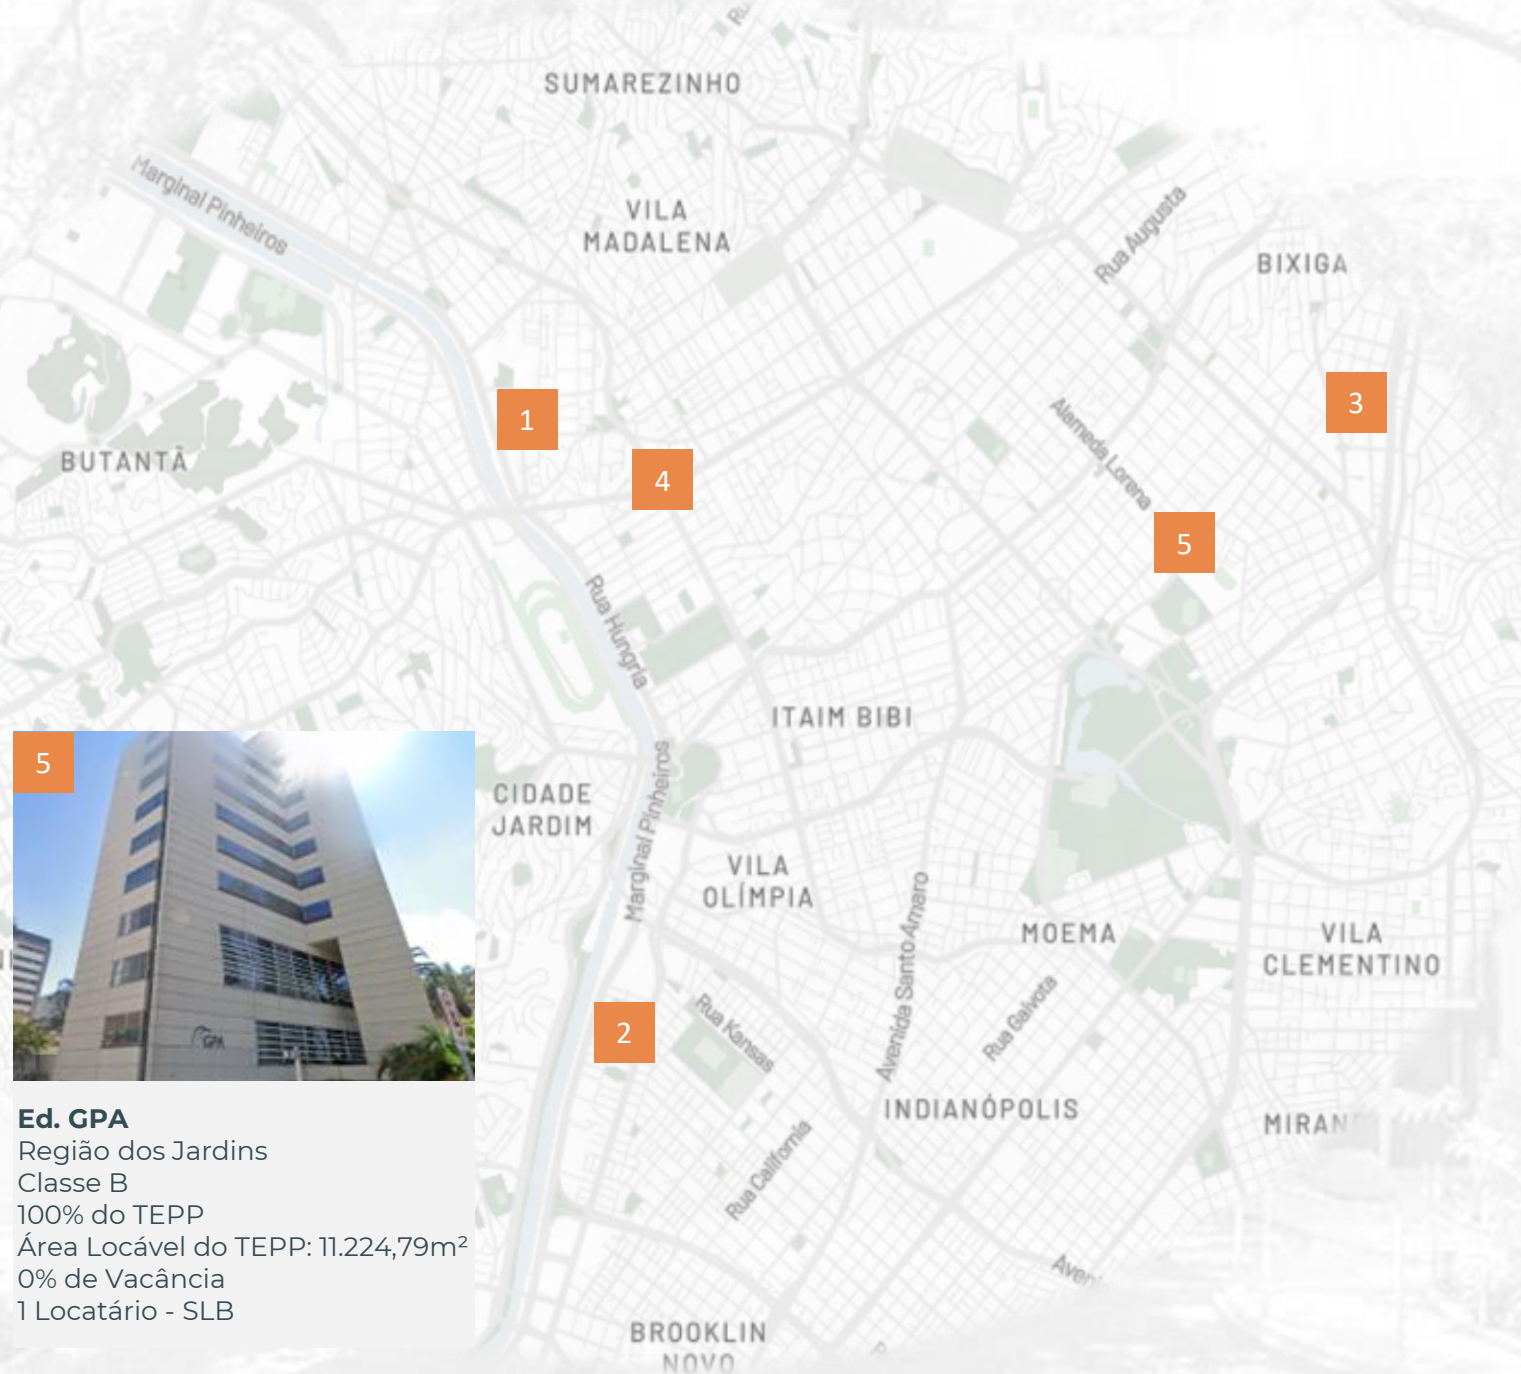 SUMAREZINHO
Marginal Pinheiros
VILA
MADALENA
Rua Augusta
BIXIGA
1
3
4
Alameda Lorena
BUTANTÃ
5
Rua Hungria
ITAIM BIBI
5
CIDADE
JARDIM
Marginal Pinheiros
VILA
OLÍMPIA
Avenida Santo Amaro
MOEMA
VILA
CLEMENTINO
2
Rua Kansas
Rua Gaivota
GPA
INDIANÓPOLIS
MIRAN
Rua Califórnia
Ed. GPA
Região dos Jardins
Classe B
100% do TEPP
Área Locável do TEPP: 11.224,79m²
0% de Vacância
1 Locatário - SLB
BROOKLIN
NOVO